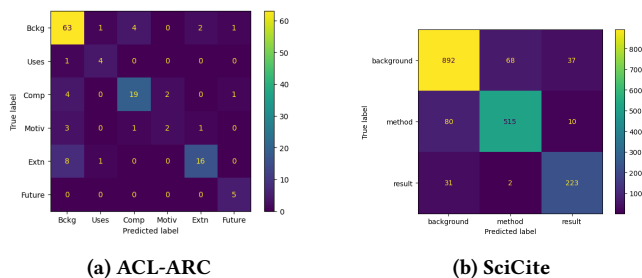 Bckg 63 1 4 0 2 1
Uses 1 4 0 0 0 0
Comp 4 0 19 2 0 1
Motiv 3 0 1 2 1 0
Extn 8 1 0 0 16 0
Future 0 0 0 0 0 5
Bckg Uses Comp Motiv Extn Future
True label
Predicted label
60
50
40
30
20
10
0
(a) ACL-ARC
background 892 68 37
method 80 515 10
result 31 2 223
background method result
True label
Predicted label
800
700
600
500
400
300
200
100
(b) SciCite